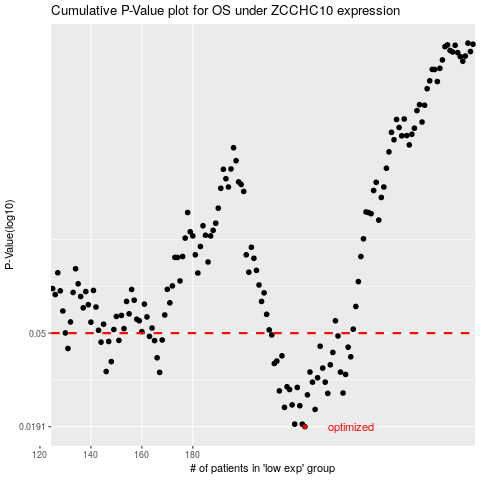 Cumulative P-Value plot for OS under ZCCHC10 expression
P-Value(log10)
0.05
0.0191
optimized
120 140 160 180
# of patients in 'low exp' group